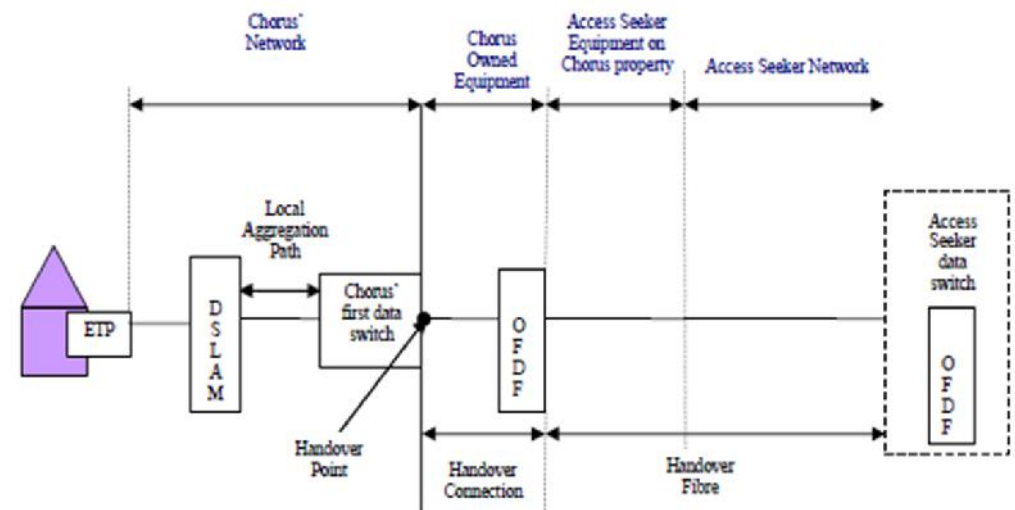 Chorus'
Network
Chorus
Owned
Equipment
Access Seeker
Equipment on
Chorus property
Access Seeker Network
Local
Aggregation
Path
Access
Seeker
data
switch
ETP
D
S
L
A
M
Chorus'
first data
switch
O
F
D
F
O
F
D
F
Handover
Point
Handover
Connection
Handover
Fibre